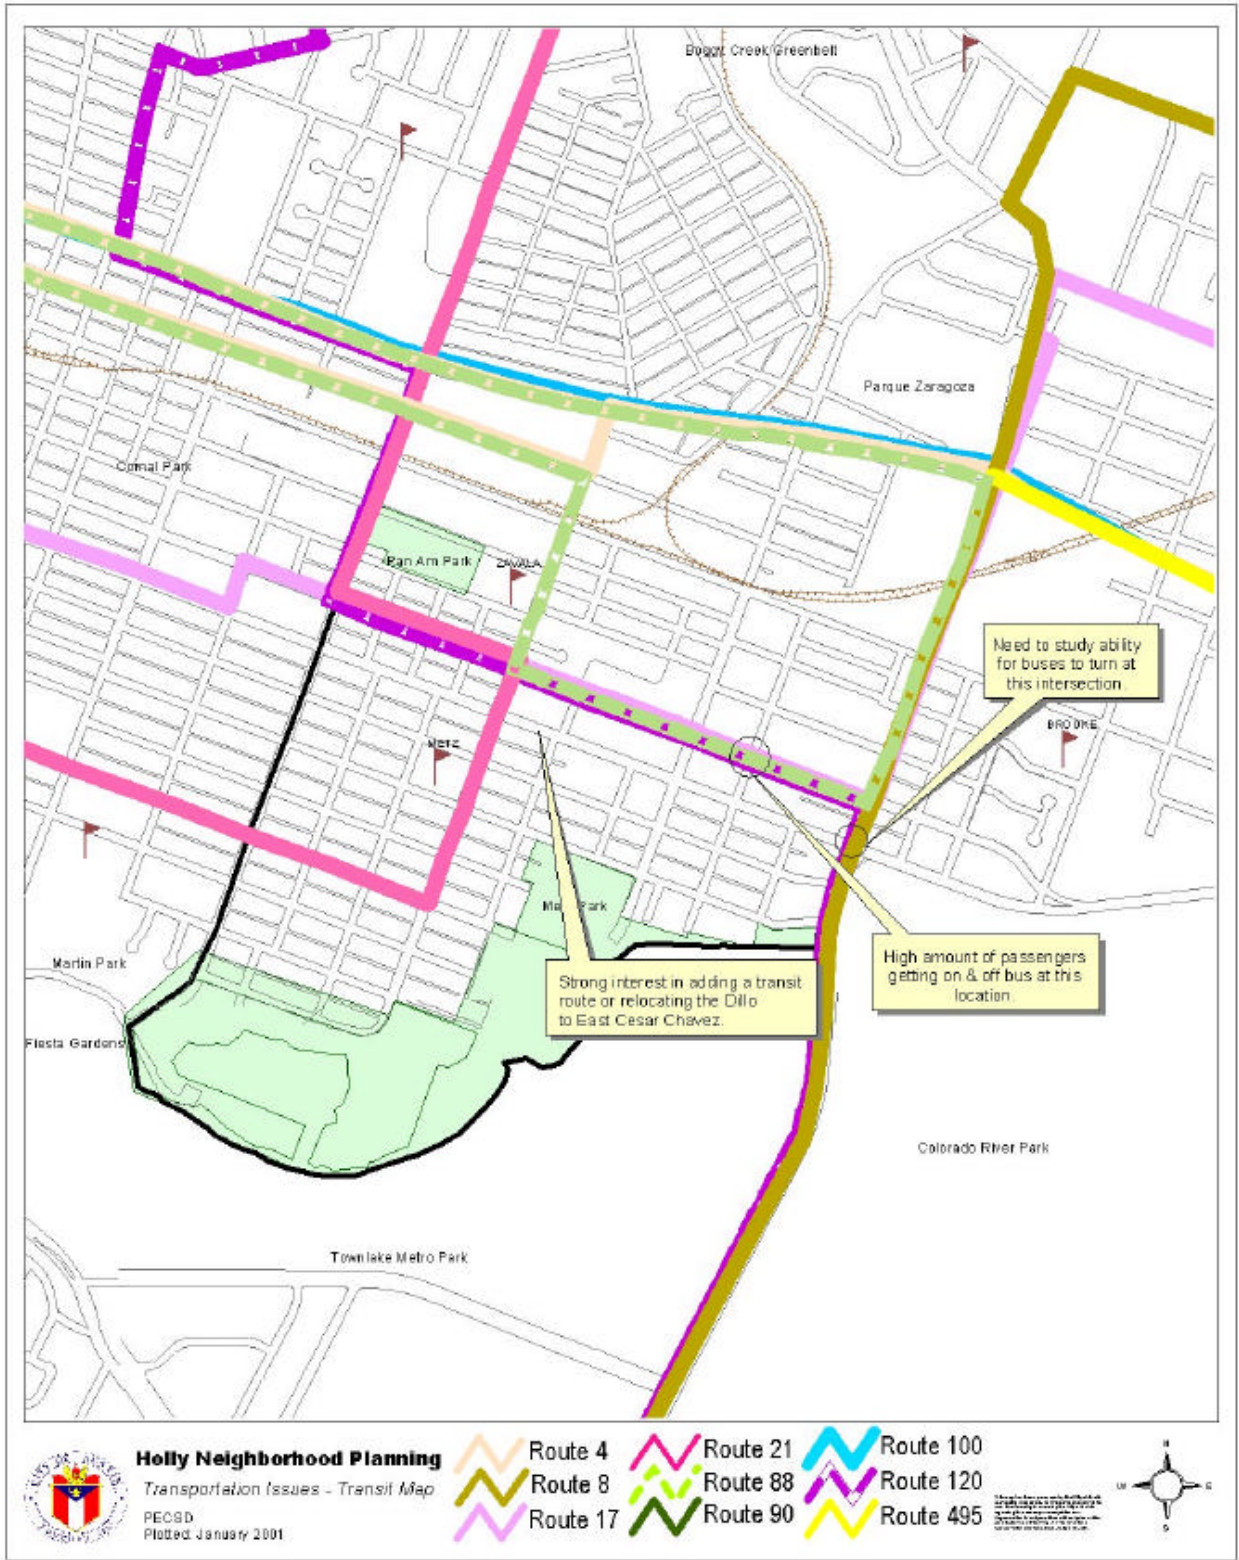 Boggy Creek Greenbelt
Parque Zaragoza
Comal Park
Pan Am Park
ZAVALA
Need to study ability
for buses to turn at
this intersection.
BROOKE
METZ
Park
High amount of passengers
getting on & off bus at this
location.
Martin Park
Strong interest in adding a transit
route or relocating the Dillo
to East Cesar Chavez.
Fiesta Gardens
Colorado River Park
Townlake Metro Park
Holly Neighborhood Planning
Transportation Issues - Transit Map
PECSD
Plotted: January 2001
Route 4
Route 8
Route 17
Route 21
Route 88
Route 90
Route 100
Route 120
Route 495
N
W
E
S